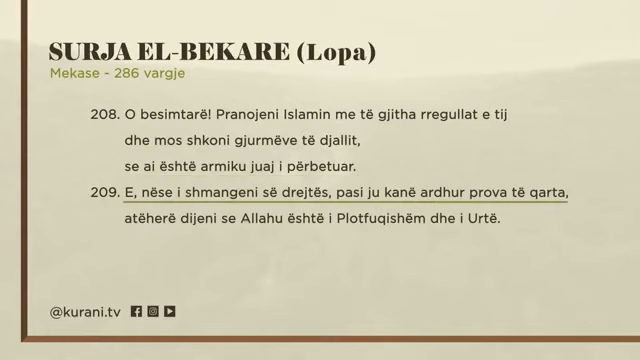 SURJA EL-BEKARE (Lopa)
Mekase - 286 vargje
208. O besimtarë! Pranojeni Islamin me të gjitha rregullat e tij
dhe mos shkoni gjurmëve të djallit,
se ai është armiku juaj i përbetuar.
209. E, nëse i shmangeni së drejtës, pasi ju kanë ardhur prova të qarta,
atëherë dijeni se Allahu është i Plotfuqishëm dhe i Urtë.
@kurani.tv